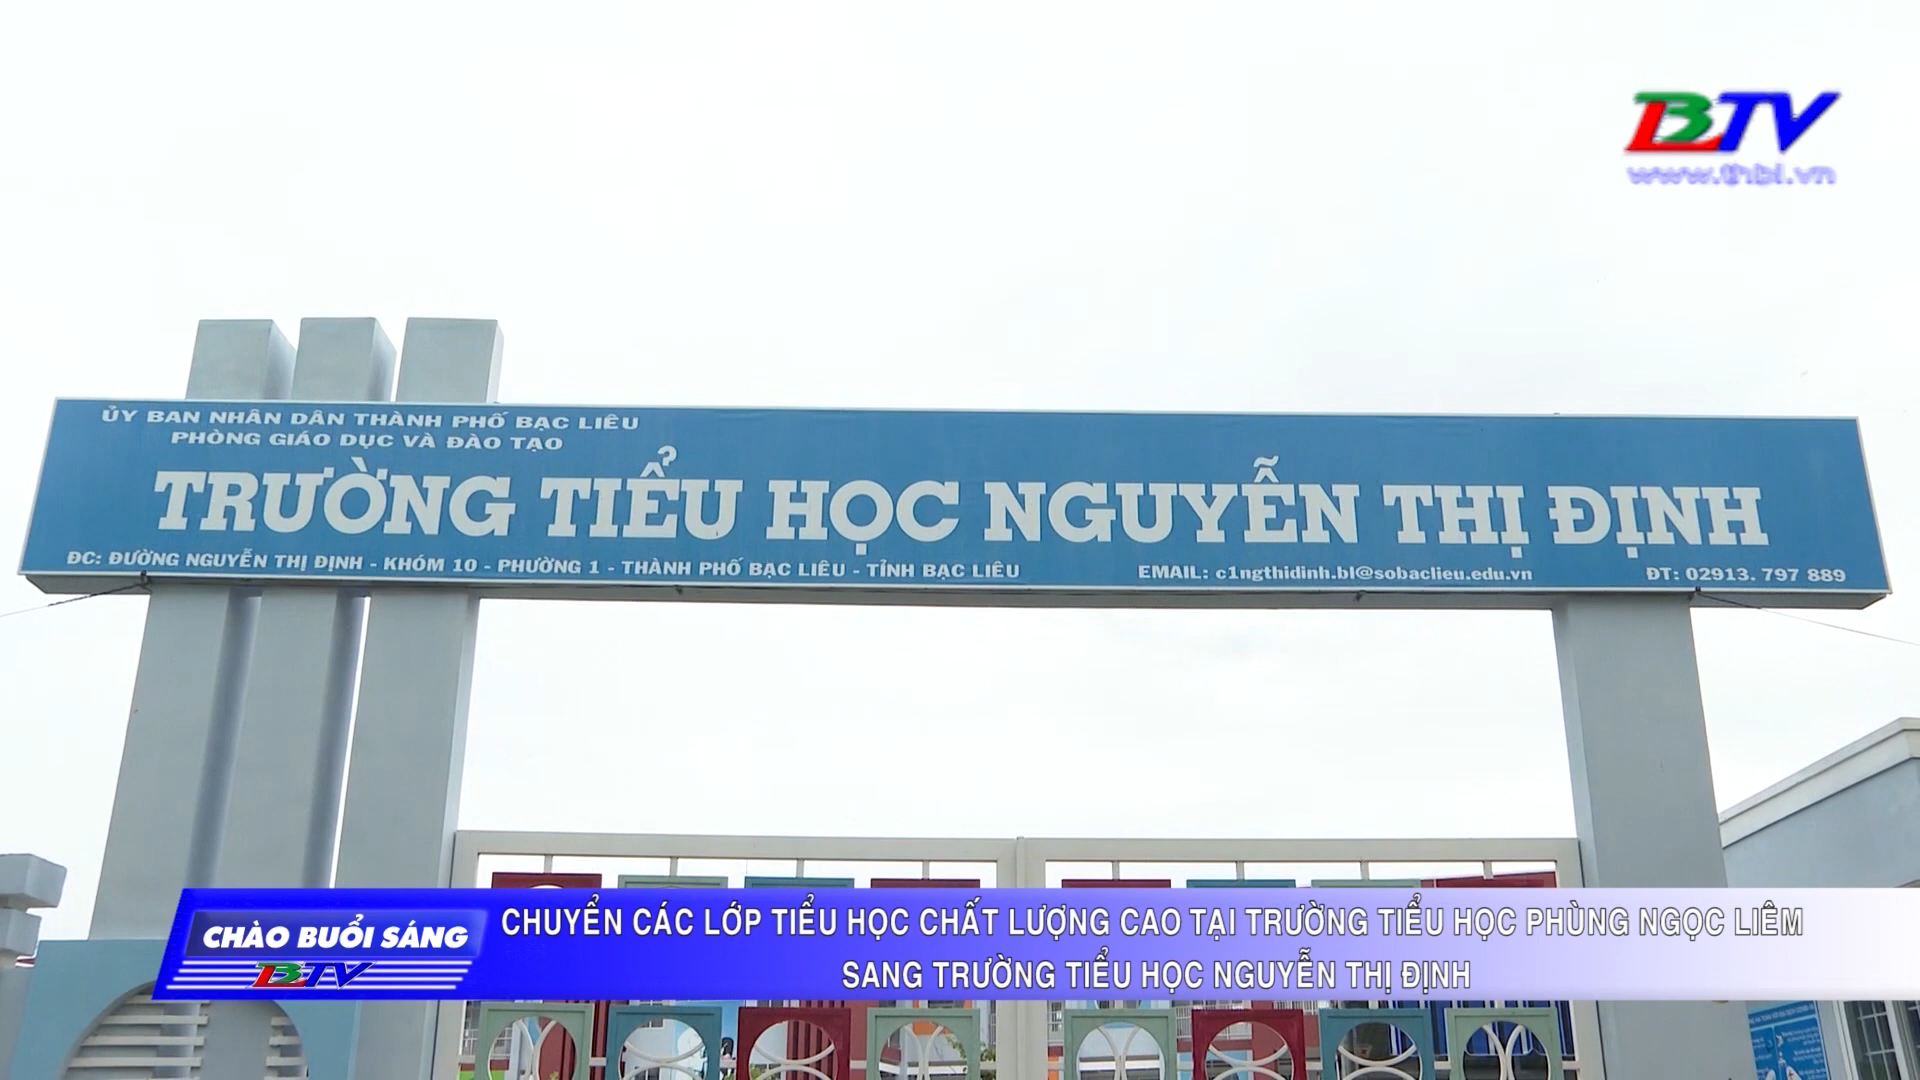 BTV
www.thbl.vn
ỦY BAN NHÂN DÂN THÀNH PHỐ BẠC LIÊU
PHÒNG GIÁO DỤC VÀ ĐÀO TẠO
TRƯỜNG TIỂU HỌC NGUYỄN THỊ ĐỊNH
ĐC: ĐƯỜNG NGUYỄN THỊ ĐỊNH - KHÓM 10 - PHƯỜNG 1 - THÀNH PHỐ BẠC LIÊU - TỈNH BẠC LIÊU EMAIL: c1ngthidinh.bl@sobaclieu.edu.vn ĐT: 02913. 797 889
CHÀO BUỔI SÁNG
BTV
CHUYỂN CÁC LỚP TIỂU HỌC CHẤT LƯỢNG CAO TẠI TRƯỜNG TIỂU HỌC PHÙNG NGỌC LIÊM
SANG TRƯỜNG TIỂU HỌC NGUYỄN THỊ ĐỊNH